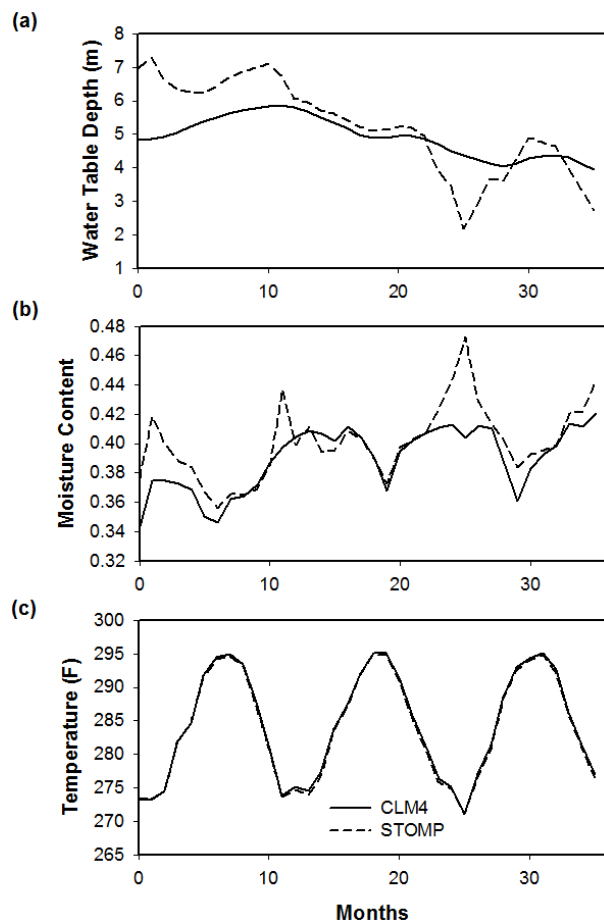 (a)
Water Table Depth (m)
8
7
6
5
4
3
2
1
0 10 20 30
(b)
Moisture Content
0.48
0.46
0.44
0.42
0.40
0.38
0.36
0.34
0.32
0 10 20 30
(c)
Temperature (F)
300
295
290
285
280
275
270
265
CLM4
STOMP
0 10 20 30
Months